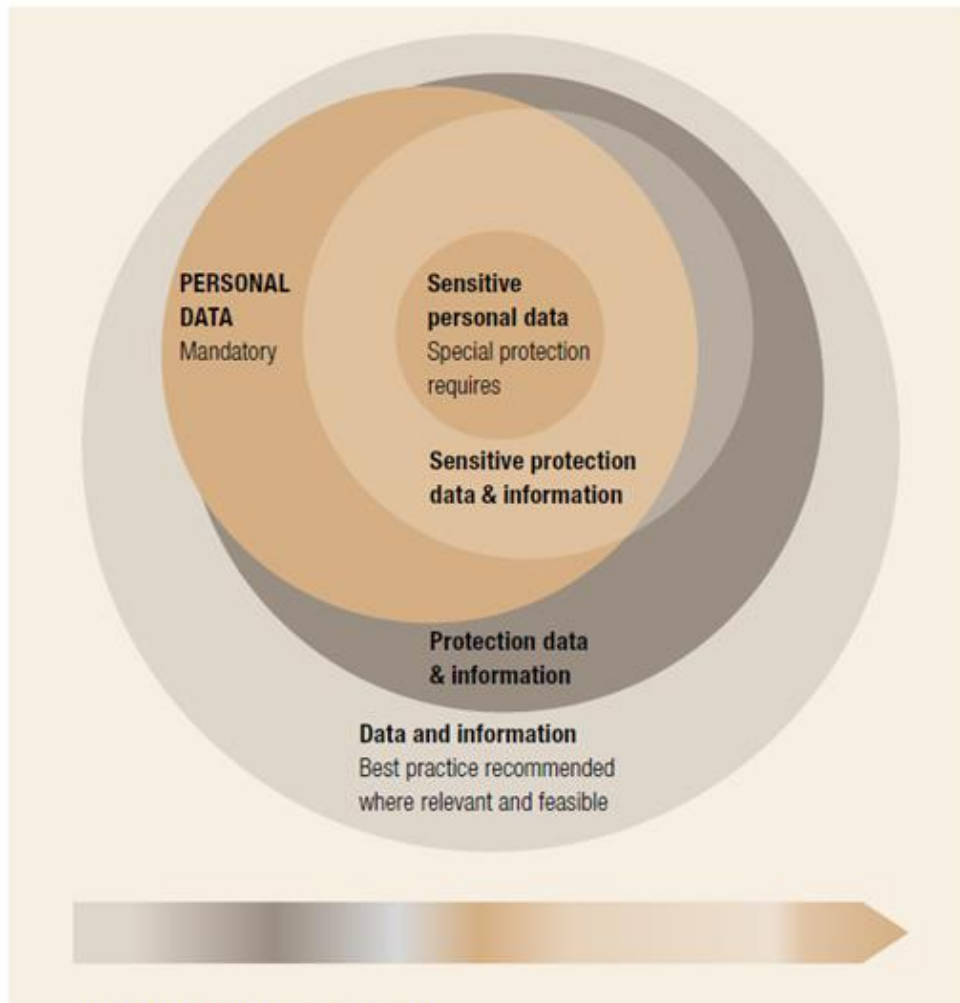 PERSONAL
DATA
Mandatory
Sensitive
personal data
Special protection
requires
Sensitive protection
data & information
Protection data
& information
Data and information
Best practice recommended
where relevant and feasible